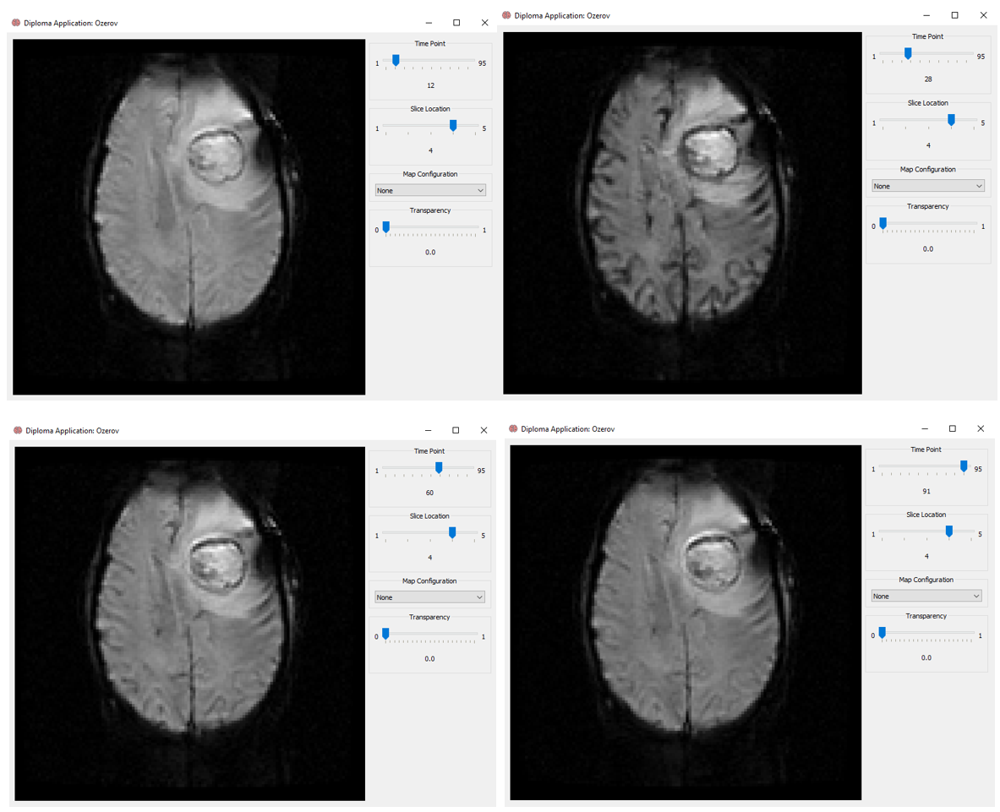 Diploma Application: Ozerov
Time Point
1 95
12
Slice Location
1 5
4
Map Configuration
None
Transparency
0 1
0.0
Diploma Application: Ozerov
Time Point
1 95
28
Slice Location
1 5
4
Map Configuration
None
Transparency
0 1
0.0
Diploma Application: Ozerov
Time Point
1 95
60
Slice Location
1 5
4
Map Configuration
None
Transparency
0 1
0.0
Diploma Application: Ozerov
Time Point
1 95
91
Slice Location
1 5
4
Map Configuration
None
Transparency
0 1
0.0